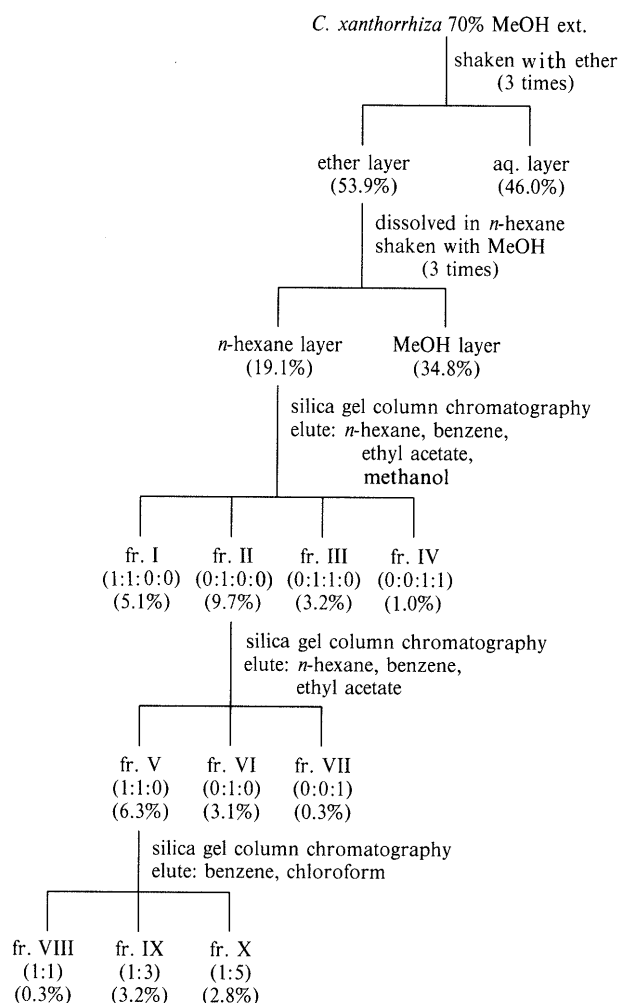 C. xanthorrhiza 70% MeOH ext.
shaken with ether
(3 times)
ether layer
(53.9%)
aq. layer
(46.0%)
dissolved in n-hexane
shaken with MeOH
(3 times)
n-hexane layer
(19.1%)
MeOH layer
(34.8%)
silica gel column chromatography
elute: n-hexane, benzene,
ethyl acetate,
methanol
fr. I fr. II fr. III fr. IV
(1:1:0:0) (0:1:0:0) (0:1:1:0) (0:0:1:1)
(5.1%) (9.7%) (3.2%) (1.0%)
silica gel column chromatography
elute: n-hexane, benzene,
ethyl acetate
fr. V fr. VI fr. VII
(1:1:0) (0:1:0) (0:0:1)
(6.3%) (3.1%) (0.3%)
silica gel column chromatography
elute: benzene, chloroform
fr. VIII fr. IX fr. X
(1:1) (1:3) (1:5)
(0.3%) (3.2%) (2.8%)